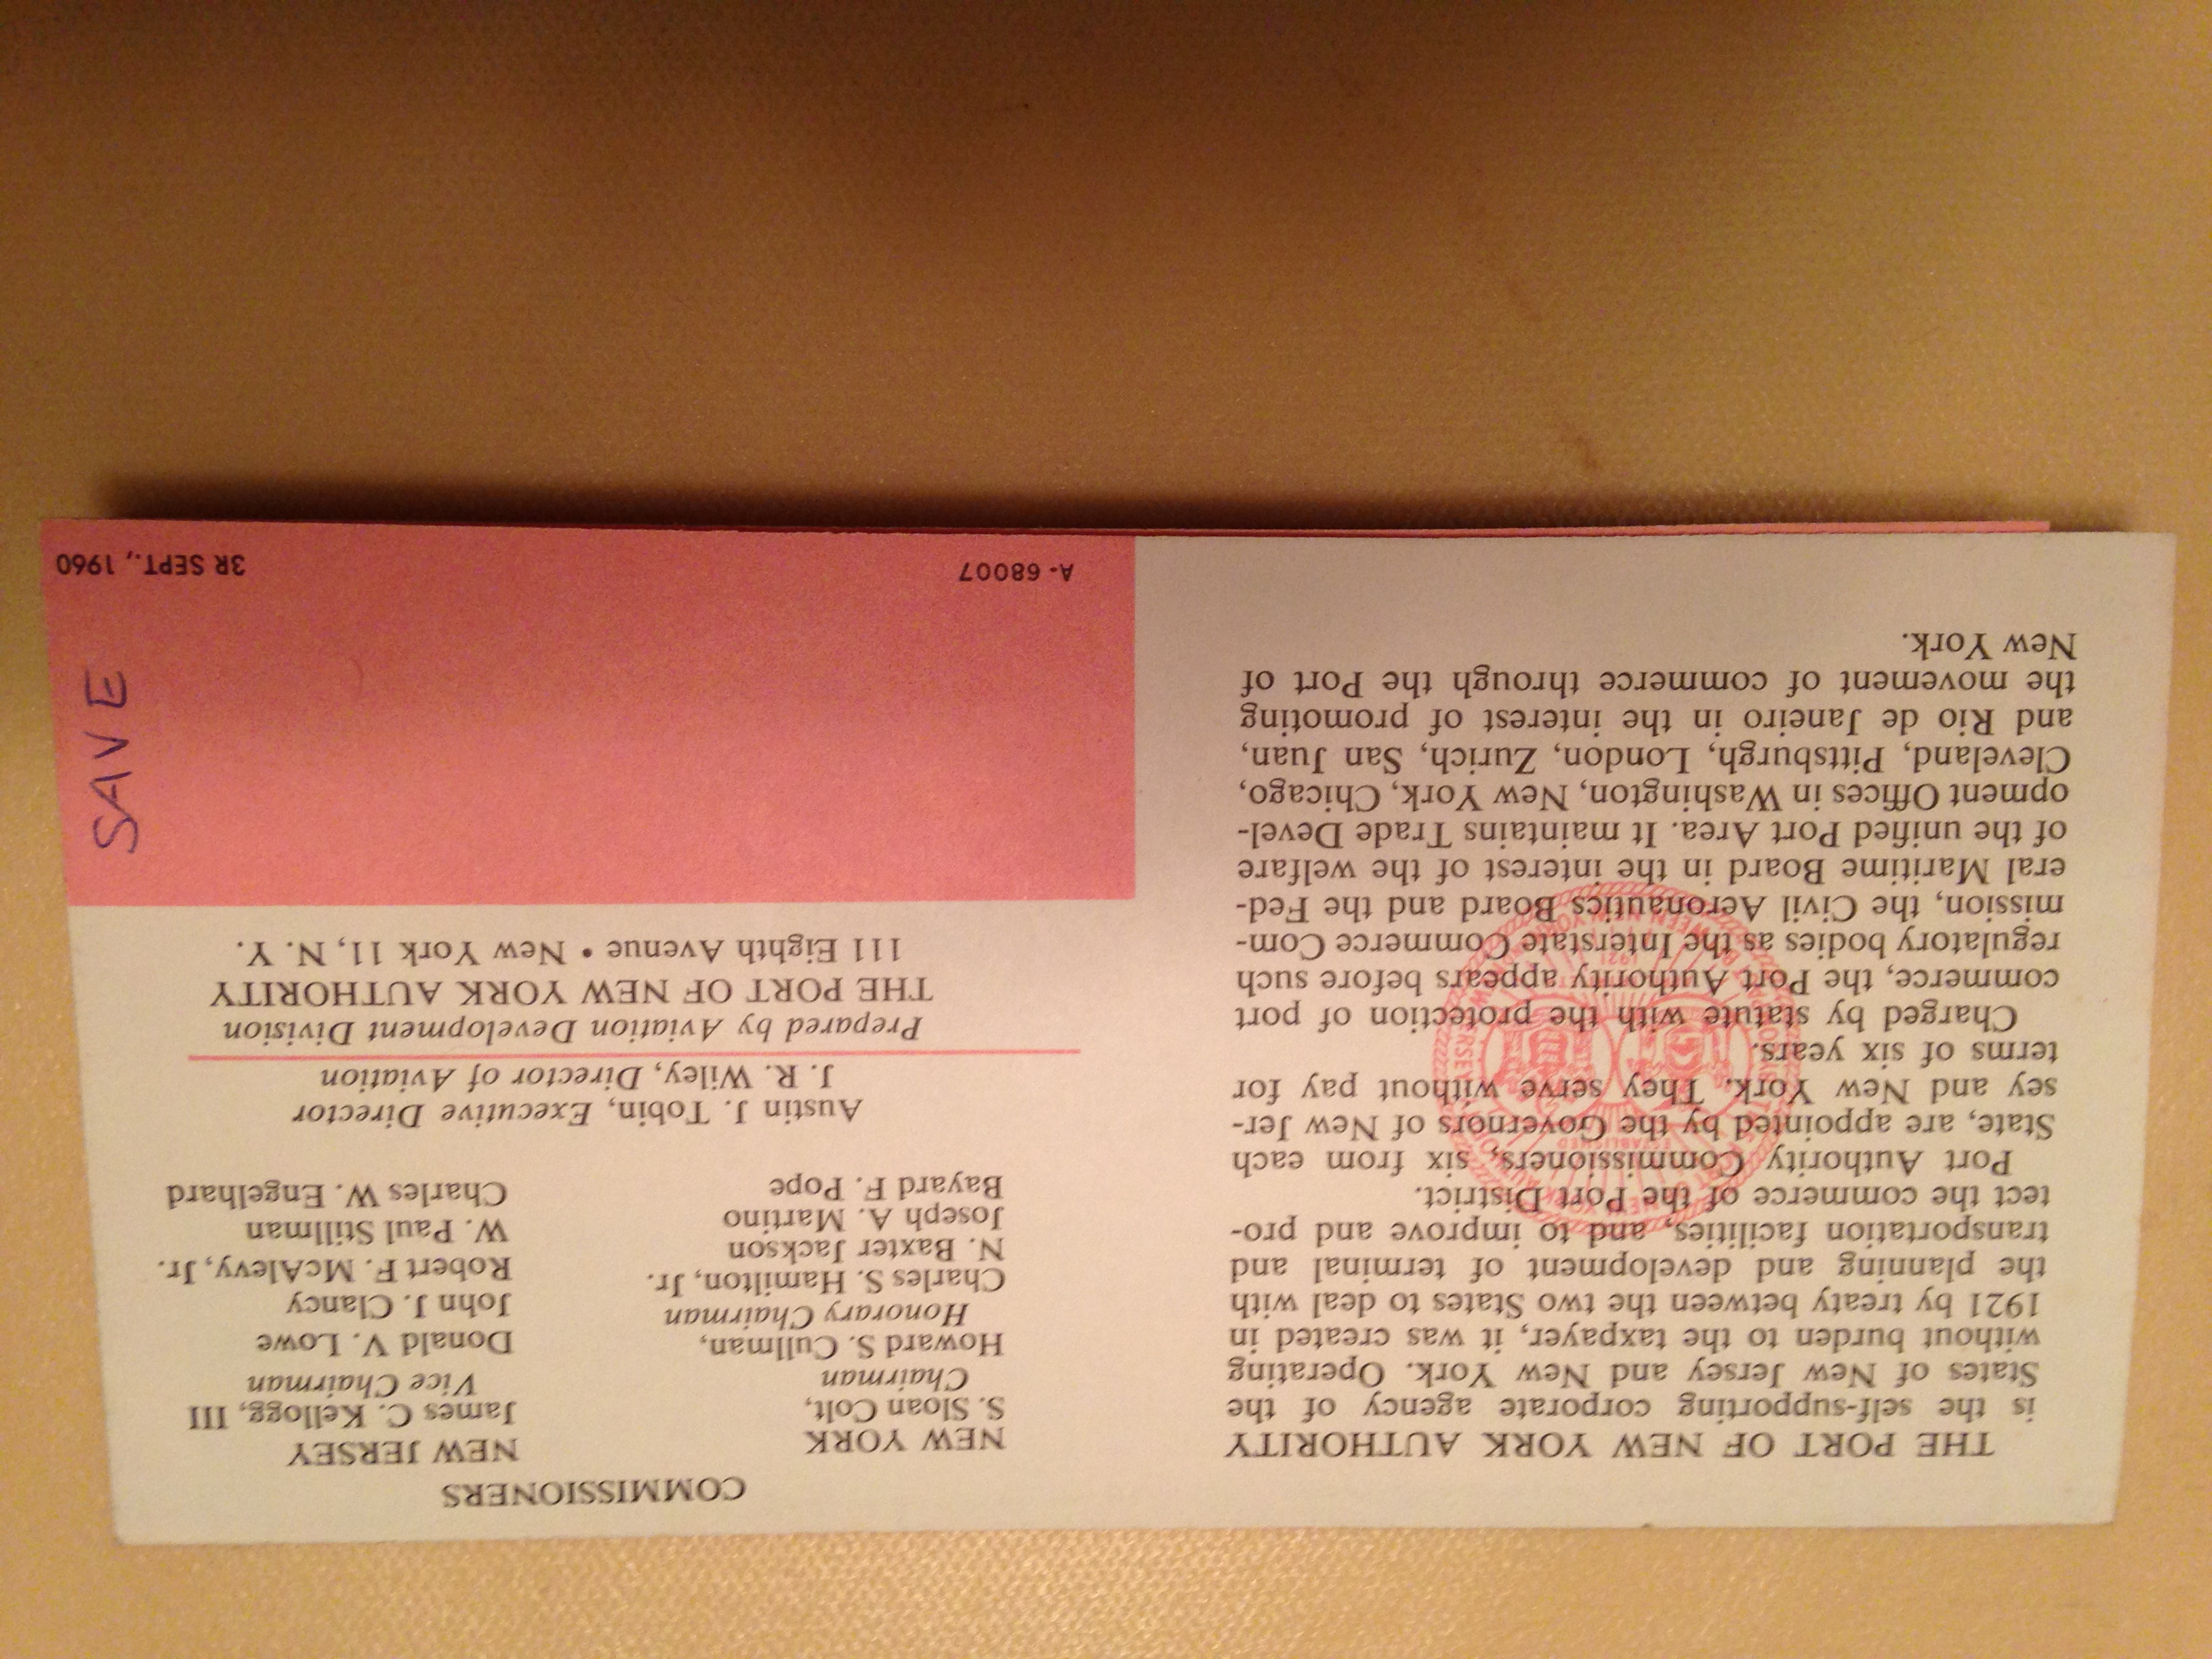 THE PORT OF NEW YORK AUTHORITY
is the self-supporting corporate agency of the
States of New Jersey and New York. Operating
without burden to the taxpayer, it was created in
1921 by treaty between the two States to deal with
the planning and development of terminal and
transportation facilities, and to improve and pro-
tect the commerce of the Port District.
Port Authority Commissioners, six from each
State, are appointed by the Governors of New Jer-
sey and New York. They serve without pay for
terms of six years.
Charged by statute with the protection of port
commerce, the Port Authority appears before such
regulatory bodies as the Interstate Commerce Com-
mission, the Civil Aeronautics Board and the Fed-
eral Maritime Board in the interest of the welfare
of the unified Port Area. It maintains Trade Devel-
opment Offices in Washington, New York, Chicago,
Cleveland, Pittsburgh, London, Zurich, San Juan,
and Rio de Janeiro in the interest of promoting
the movement of commerce through the Port of
New York.
ESTABLISHED
1921
COMMISSIONERS
NEW YORK
S. Sloan Colt,
Chairman
Howard S. Cullman,
Honorary Chairman
Charles S. Hamilton, Jr.
N. Baxter Jackson
Joseph A. Martino
Bayard F. Pope
NEW JERSEY
James C. Kellogg, III
Vice Chairman
Donald V. Lowe
John J. Clancy
Robert F. McAlevy, Jr.
W. Paul Stillman
Charles W. Engelhard
Austin J. Tobin, Executive Director
J. R. Wiley, Director of Aviation
Prepared by Aviation Development Division
THE PORT OF NEW YORK AUTHORITY
111 Eighth Avenue • New York 11, N. Y.
SAVE
A-68007
3R SEPT., 1960